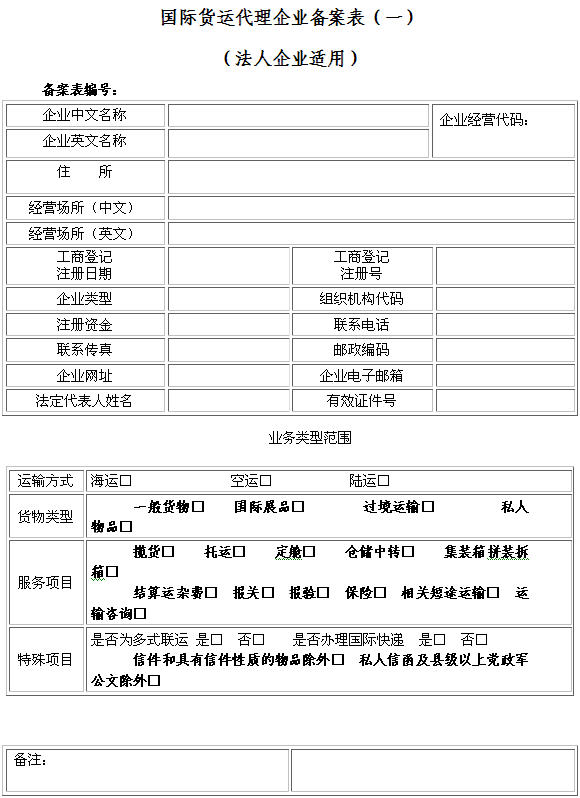 国际货运代理企业备案表（一）
（法人企业适用）
备案表编号：
企业中文名称
企业经营代码：
企业英文名称
住　　所
经营场所（中文）
经营场所（英文）
工商登记 工商登记
注册日期 注册号
企业类型 组织机构代码
注册资金 联系电话
联系传真 邮政编码
企业网址 企业电子邮箱
法定代表人姓名 有效证件号
业务类型范围
运输方式 海运□ 空运□ 陆运□
货物类型 一般货物□ 国际展品□ 过境运输□ 私人
物品□
服务项目 揽货□ 托运□ 定舱□ 仓储中转□ 集装箱拼装拆
箱□
结算运杂费□ 报关□ 报验□ 保险□ 相关短途运输□ 运
输咨询□
特殊项目 是否为多式联运 是□ 否□ 是否办理国际快递 是□ 否□
信件和具有信件性质的物品除外□ 私人信函及县级以上党政军
公文除外□
备注：